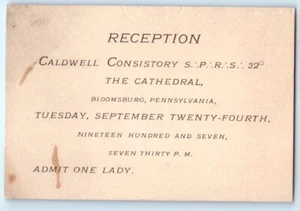 RECEPTION
CALDWELL CONSISTORY S∴P∴R∴S∴ 32°
THE CATHEDRAL,
BLOOMSBURG, PENNSYLVANIA,
TUESDAY, SEPTEMBER TWENTY-FOURTH,
NINETEEN HUNDRED AND SEVEN,
SEVEN THIRTY P. M.
ADMIT ONE LADY.